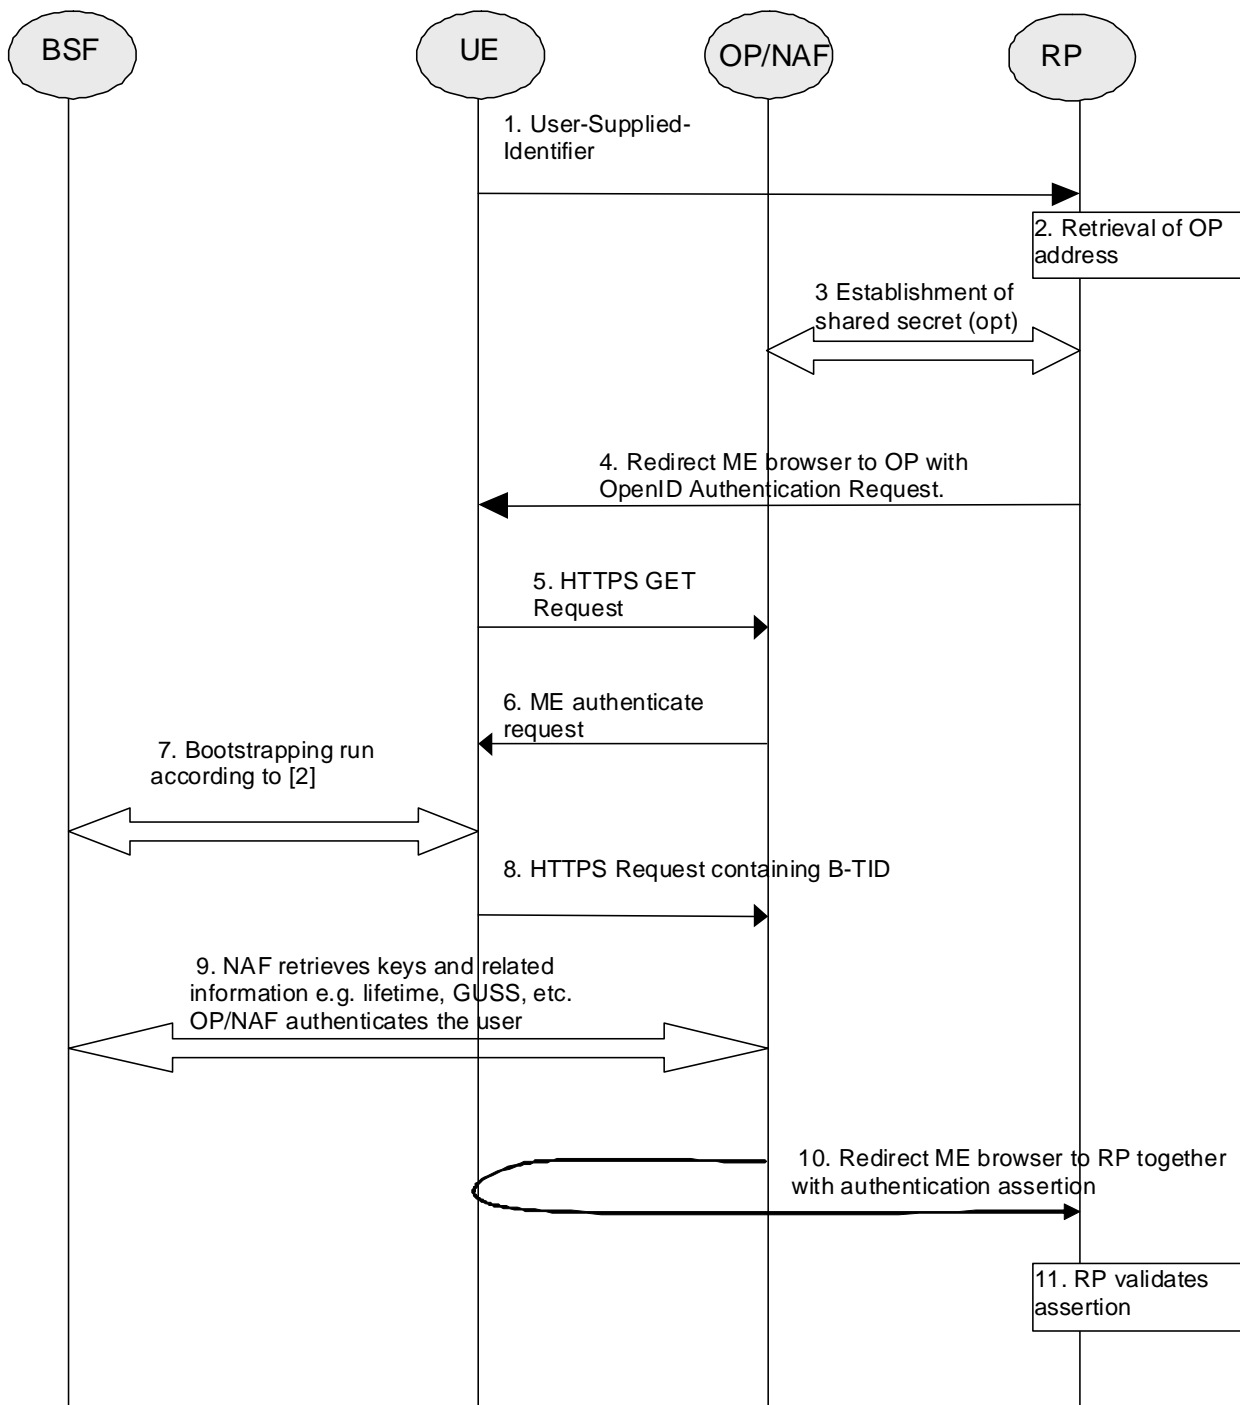 BSF
UE
OP/NAF
RP
1. User-Supplied-
Identifier
2. Retrieval of OP
address
3 Establishment of
shared secret (opt)
4. Redirect ME browser to OP with
OpenID Authentication Request.
5. HTTPS GET
Request
6. ME authenticate
request
7. Bootstrapping run
according to [2]
8. HTTPS Request containing B-TID
9. NAF retrieves keys and related
information e.g. lifetime, GUSS, etc.
OP/NAF authenticates the user
10. Redirect ME browser to RP together
with authentication assertion
11. RP validates
assertion